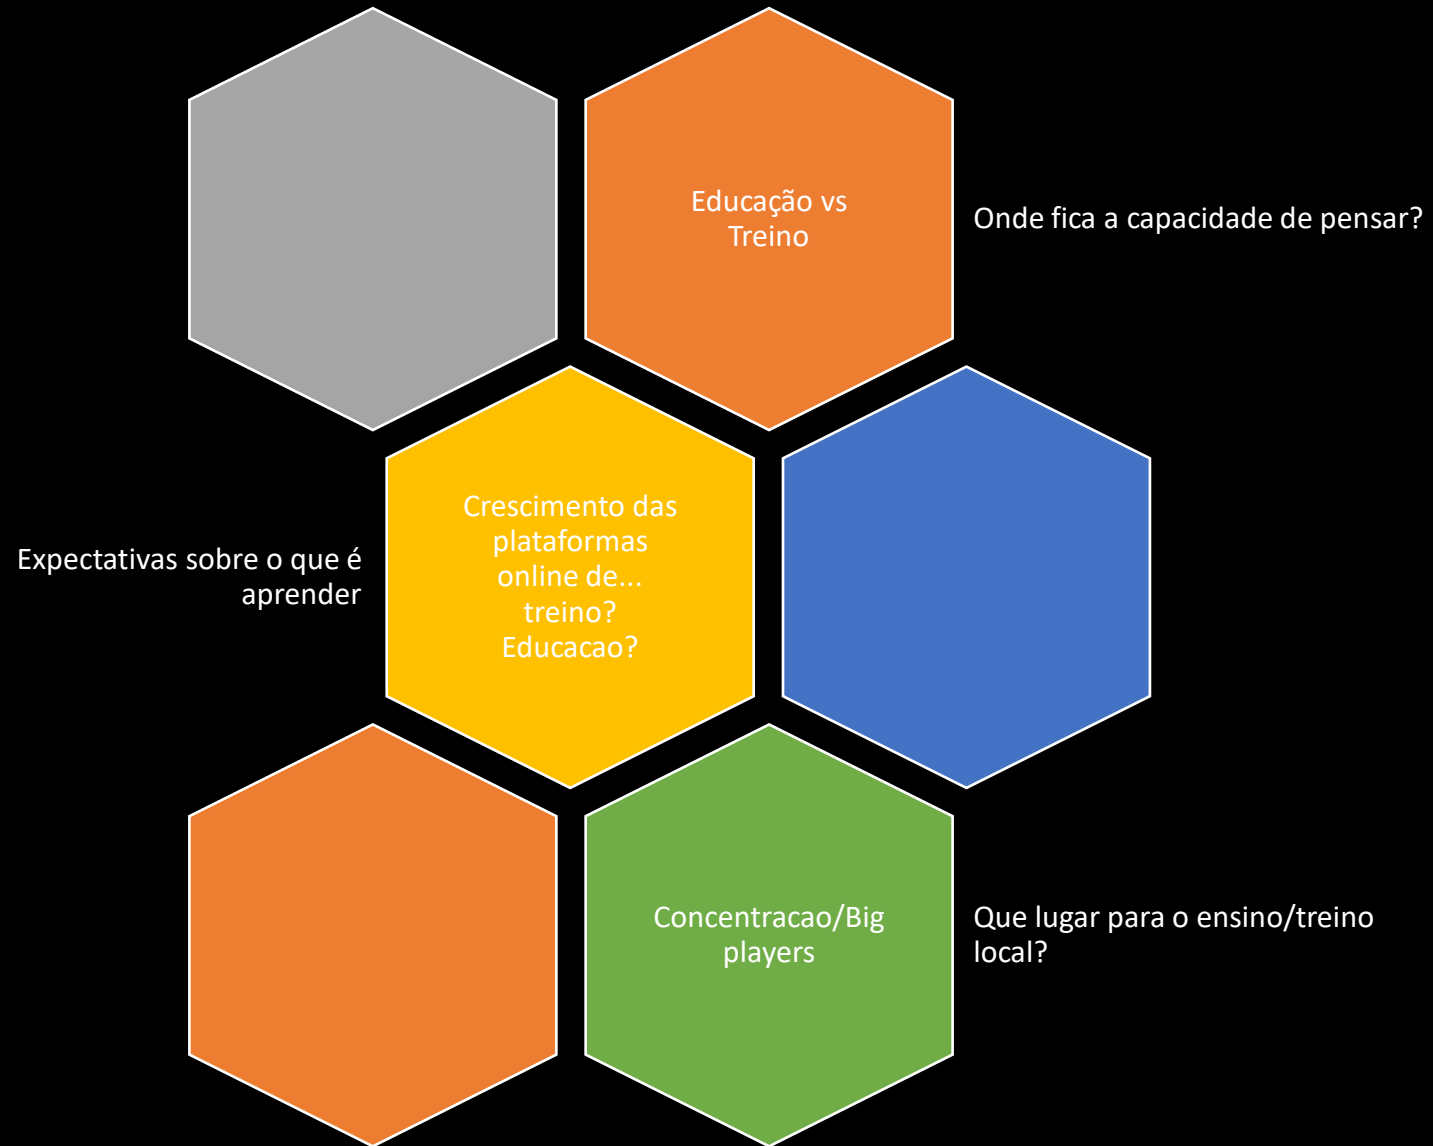 Educação vs
Treino
Onde fica a capacidade de pensar?
Expectativas sobre o que é
aprender
Crescimento das
plataformas
online de...
treino?
Educacao?
Concentracao/Big
players
Que lugar para o ensino/treino
local?